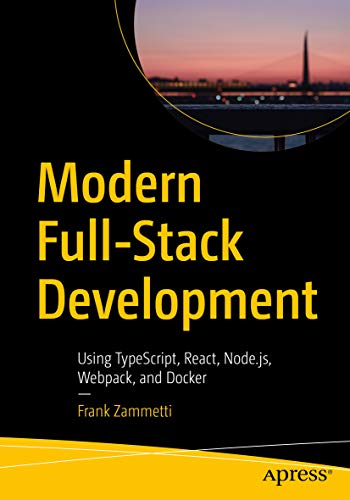 Modern
Full-Stack
Development
Using TypeScript, React, Node.js,
Webpack, and Docker
—
Frank Zammetti
Apress®